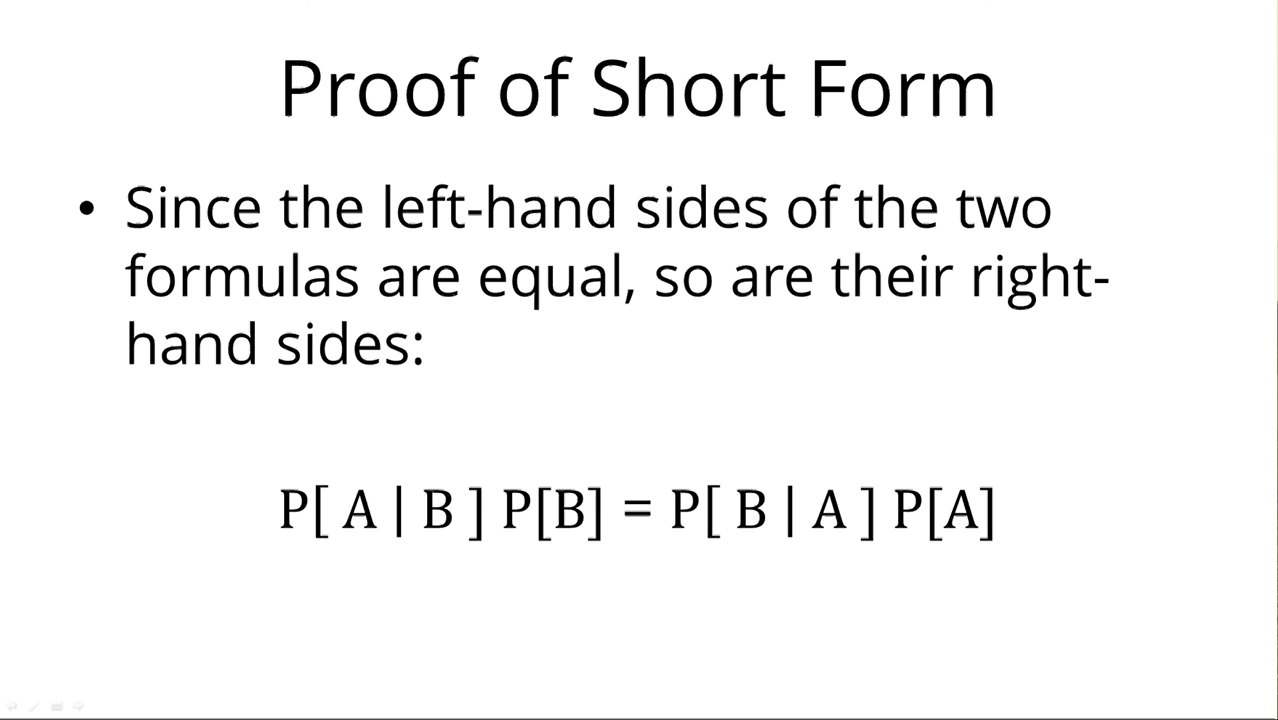 Proof of Short Form
• Since the left-hand sides of the two
formulas are equal, so are their right-
hand sides:
P[ A | B ] P[B] = P[ B | A ] P[A]